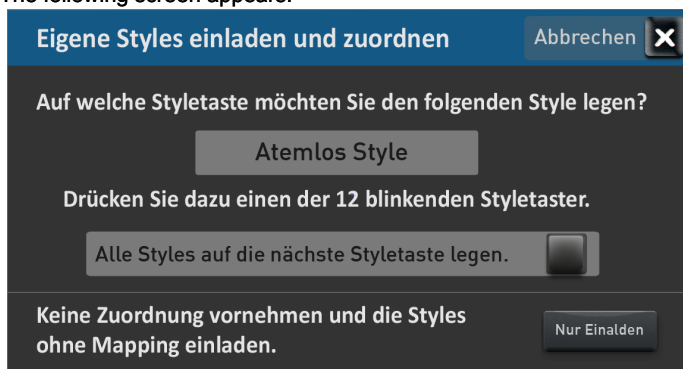 The following screen appears:
Eigene Styles einladen und zuordnen
Abbrechen X
Auf welche Styletaste möchten Sie den folgenden Style legen?
Atemlos Style
Drücken Sie dazu einen der 12 blinkenden Styletaster.
Alle Styles auf die nächste Styletaste legen.
Keine Zuordnung vornehmen und die Styles
ohne Mapping einladen.
Nur Einalden